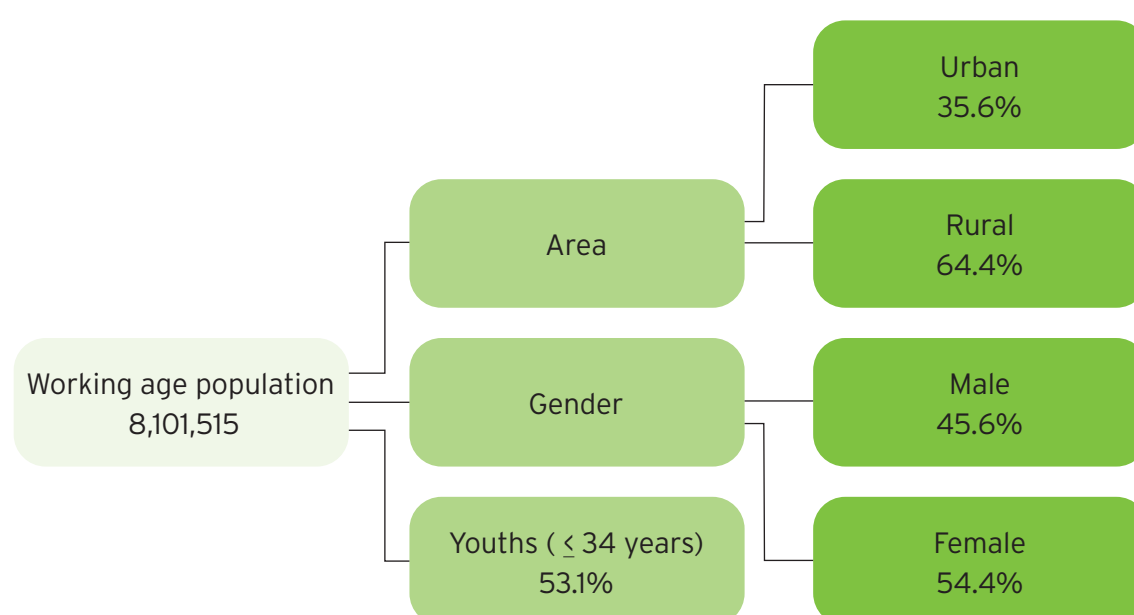 Urban
35.6%
Area
Rural
64.4%
Working age population
8,101,515
Gender
Male
45.6%
Youths ( ≤ 34 years)
53.1%
Female
54.4%